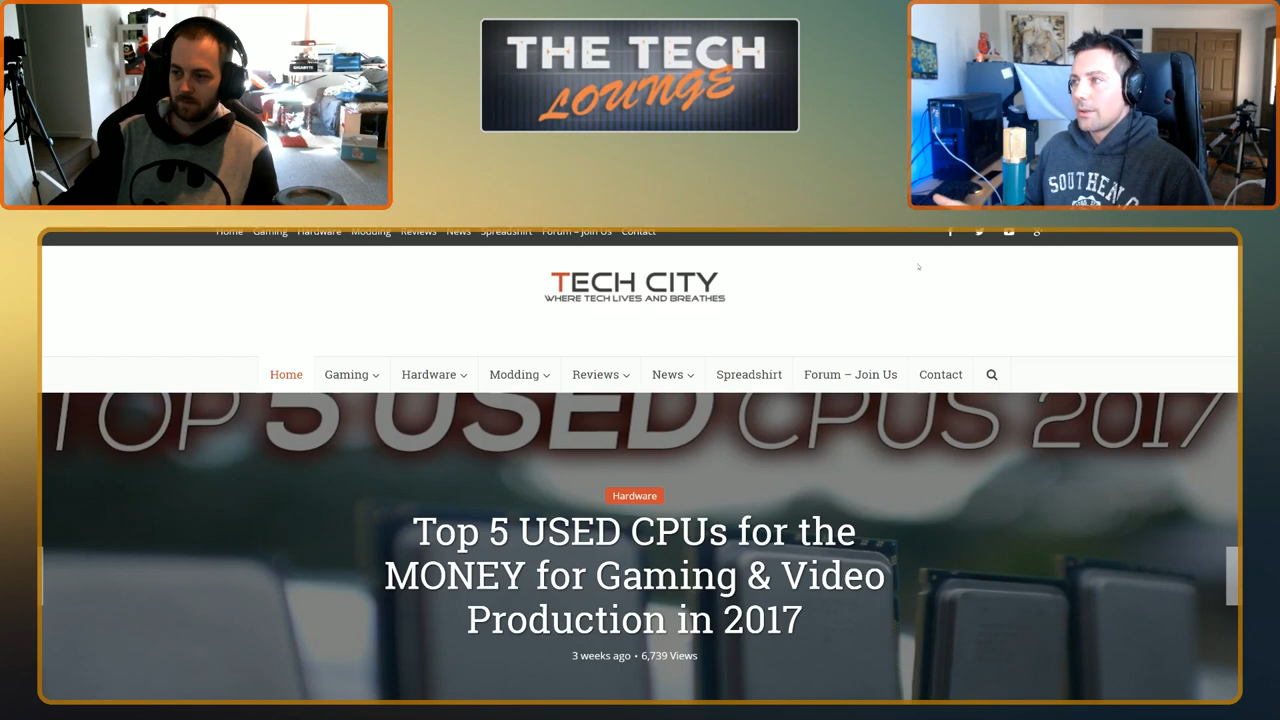 THE TECH
LOUNGE
SOUTHERN
Home Gaming Hardware Modding Reviews News Spreadshirt Forum – Join Us Contact
TECH CITY
WHERE TECH LIVES AND BREATHES
Home Gaming Hardware Modding Reviews News Spreadshirt Forum – Join Us Contact
TOP 5 USED CPUS 2017
Hardware
Top 5 USED CPUs for the
MONEY for Gaming & Video
Production in 2017
3 weeks ago • 6,739 Views